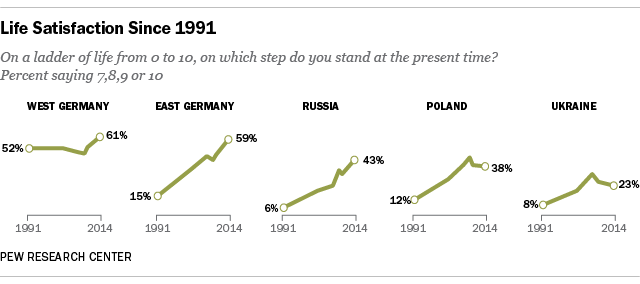 Life Satisfaction Since 1991
On a ladder of life from 0 to 10, on which step do you stand at the present time?
Percent saying 7,8,9 or 10
WEST GERMANY EAST GERMANY RUSSIA POLAND UKRAINE
52% 61% 15% 59% 6% 43% 12% 38% 8% 23%
1991 2014 1991 2014 1991 2014 1991 2014 1991 2014
PEW RESEARCH CENTER